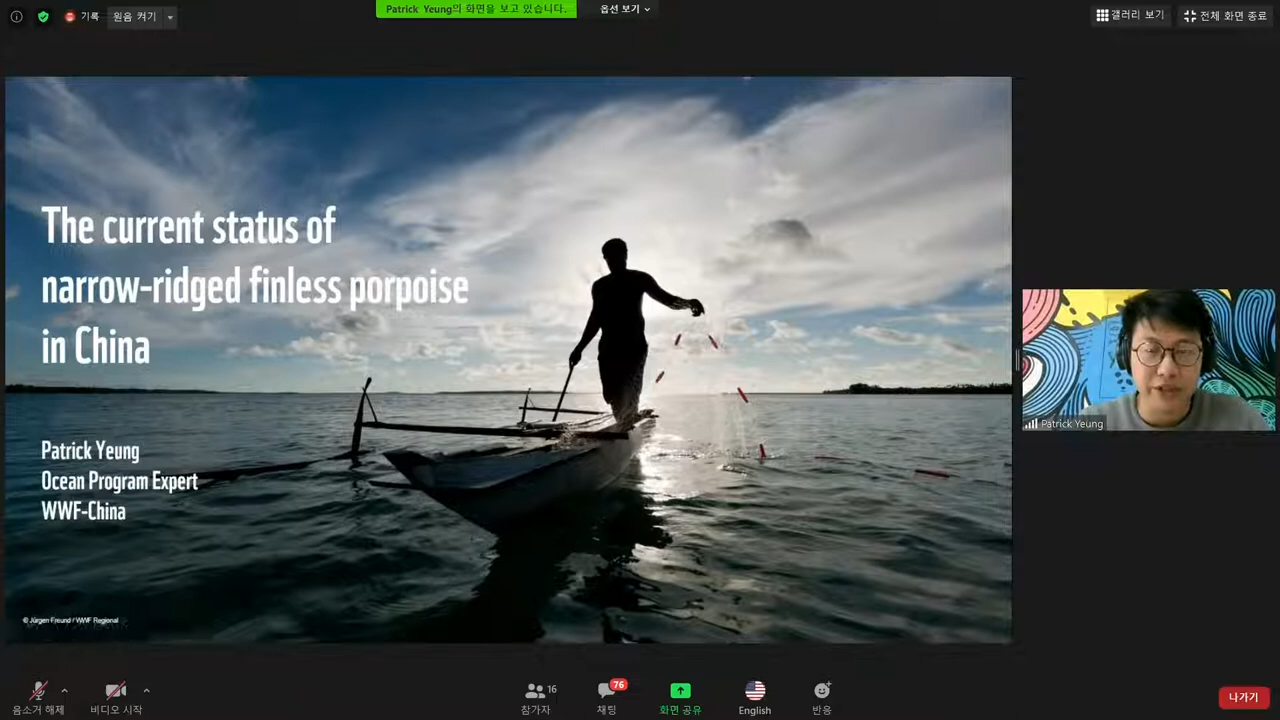 기록
원음 켜기
Patrick Yeung의 화면을 보고 있습니다.
옵션 보기
갤러리 보기
전체 화면 종료
The current status of
narrow-ridged finless porpoise
in China
Patrick Yeung
Ocean Program Expert
WWF-China
© Jürgen Freund / WWF Regional
Patrick Yeung
음소거 해제
비디오 시작
16
참가자
76
채팅
화면 공유
English
반응
나가기